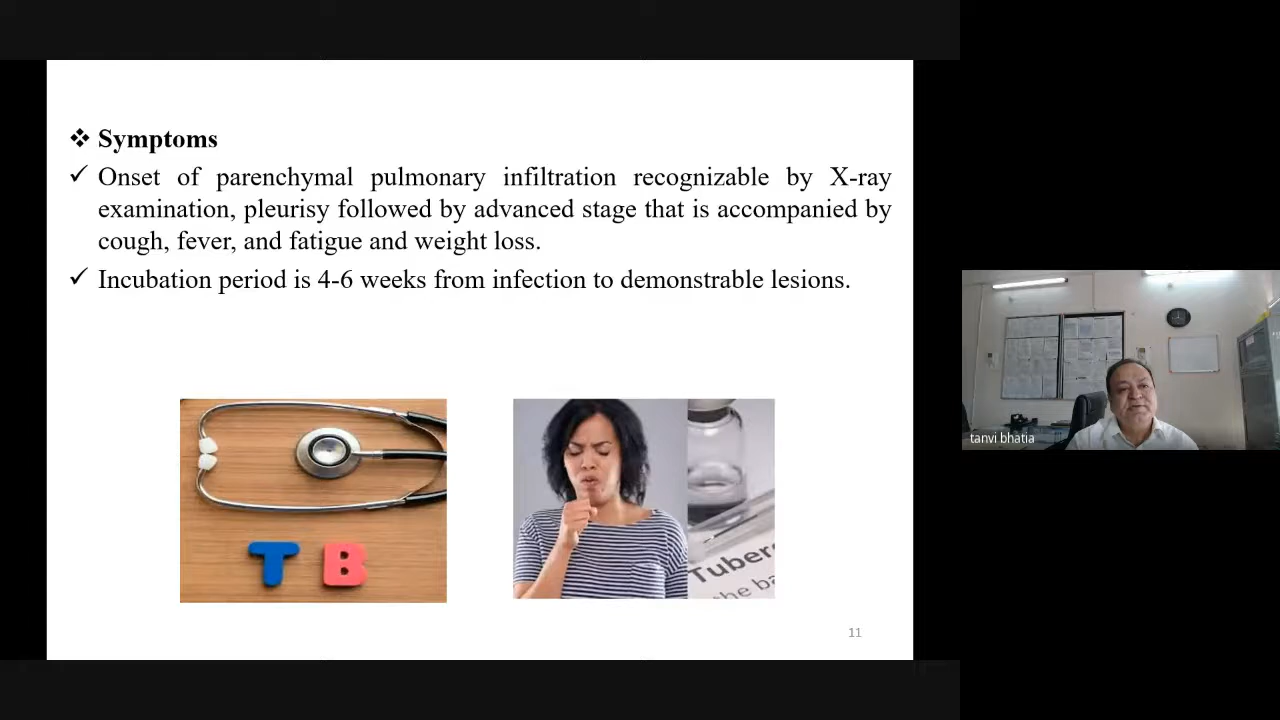 ❖ Symptoms
✓ Onset of parenchymal pulmonary infiltration recognizable by X-ray
examination, pleurisy followed by advanced stage that is accompanied by
cough, fever, and fatigue and weight loss.
✓ Incubation period is 4-6 weeks from infection to demonstrable lesions.
T B
Tuber
the ba
11
tanvi bhatia